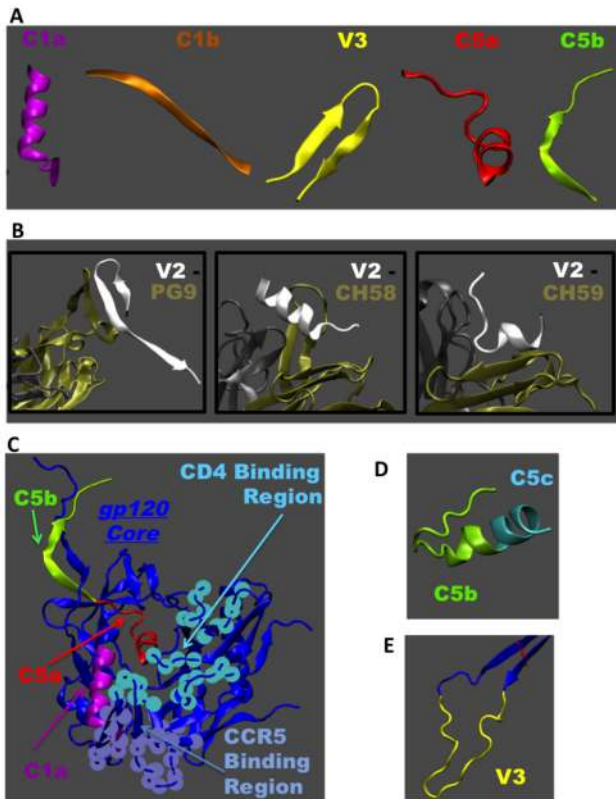 A
C1a C1b V3 C5a C5b
B
V2 - PG9
V2 - CH58
V2 - CH59
C
C5b
gp120 Core
CD4 Binding Region
C5a
C1a
CCR5 Binding Region
D
C5c
C5b
E
V3